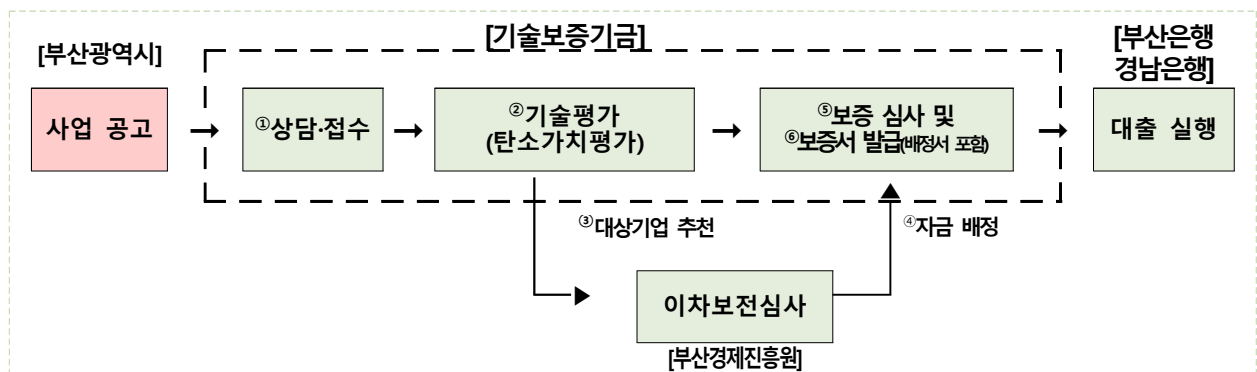 [부산광역시]
[기술보증기금]
[부산은행
경남은행]
사업 공고
①상담·접수
②기술평가
(탄소가치평가)
⑤보증 심사 및
⑥보증서 발급(배정서 포함)
대출 실행
③대상기업 추천
④자금 배정
이차보전심사
[부산경제진흥원]